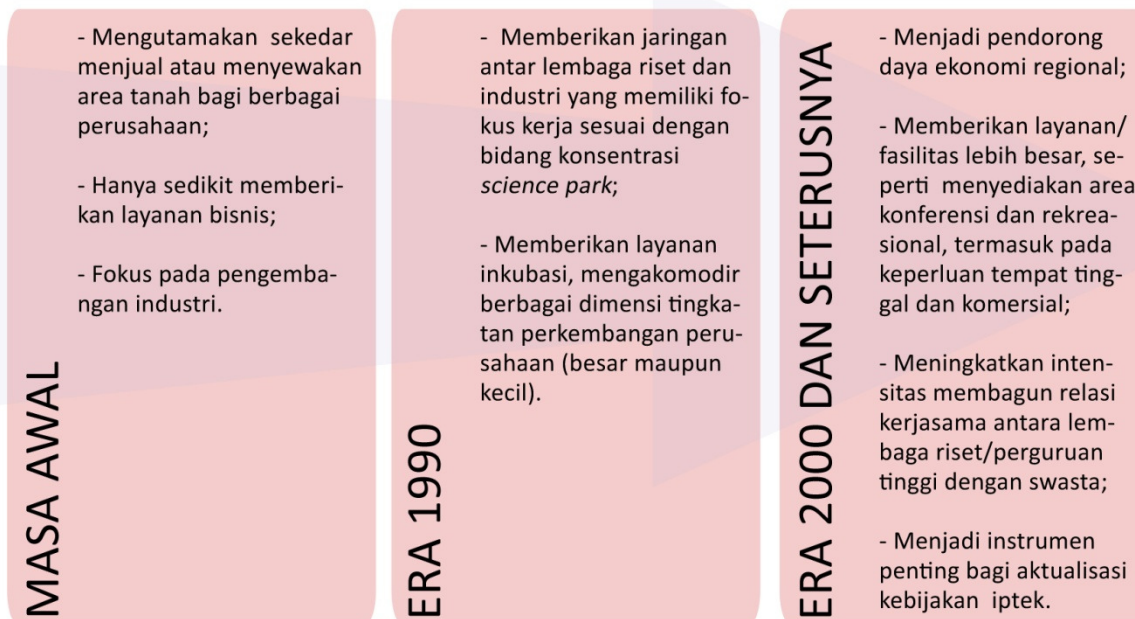 MASA AWAL
- Mengutamakan sekedar
menjual atau menyewakan
area tanah bagi berbagai
perusahaan;
- Hanya sedikit memberi-
kan layanan bisnis;
- Fokus pada pengemba-
ngan industri.
ERA 1990
- Memberikan jaringan
antar lembaga riset dan
industri yang memiliki fo-
kus kerja sesuai dengan
bidang konsentrasi
science park;
- Memberikan layanan
inkubasi, mengakomodir
berbagai dimensi tingka-
tan perkembangan peru-
sahaan (besar maupun
kecil).
ERA 2000 DAN SETERUSNYA
- Menjadi pendorong
daya ekonomi regional;
- Memberikan layanan/
fasilitas lebih besar, se-
perti menyediakan area
konferensi dan rekrea-
sional, termasuk pada
keperluan tempat ting-
gal dan komersial;
- Meningkatkan inten-
sitas membagun relasi
kerjasama antara lem-
baga riset/perguruan
tinggi dengan swasta;
- Menjadi instrumen
penting bagi aktualisasi
kebijakan iptek.